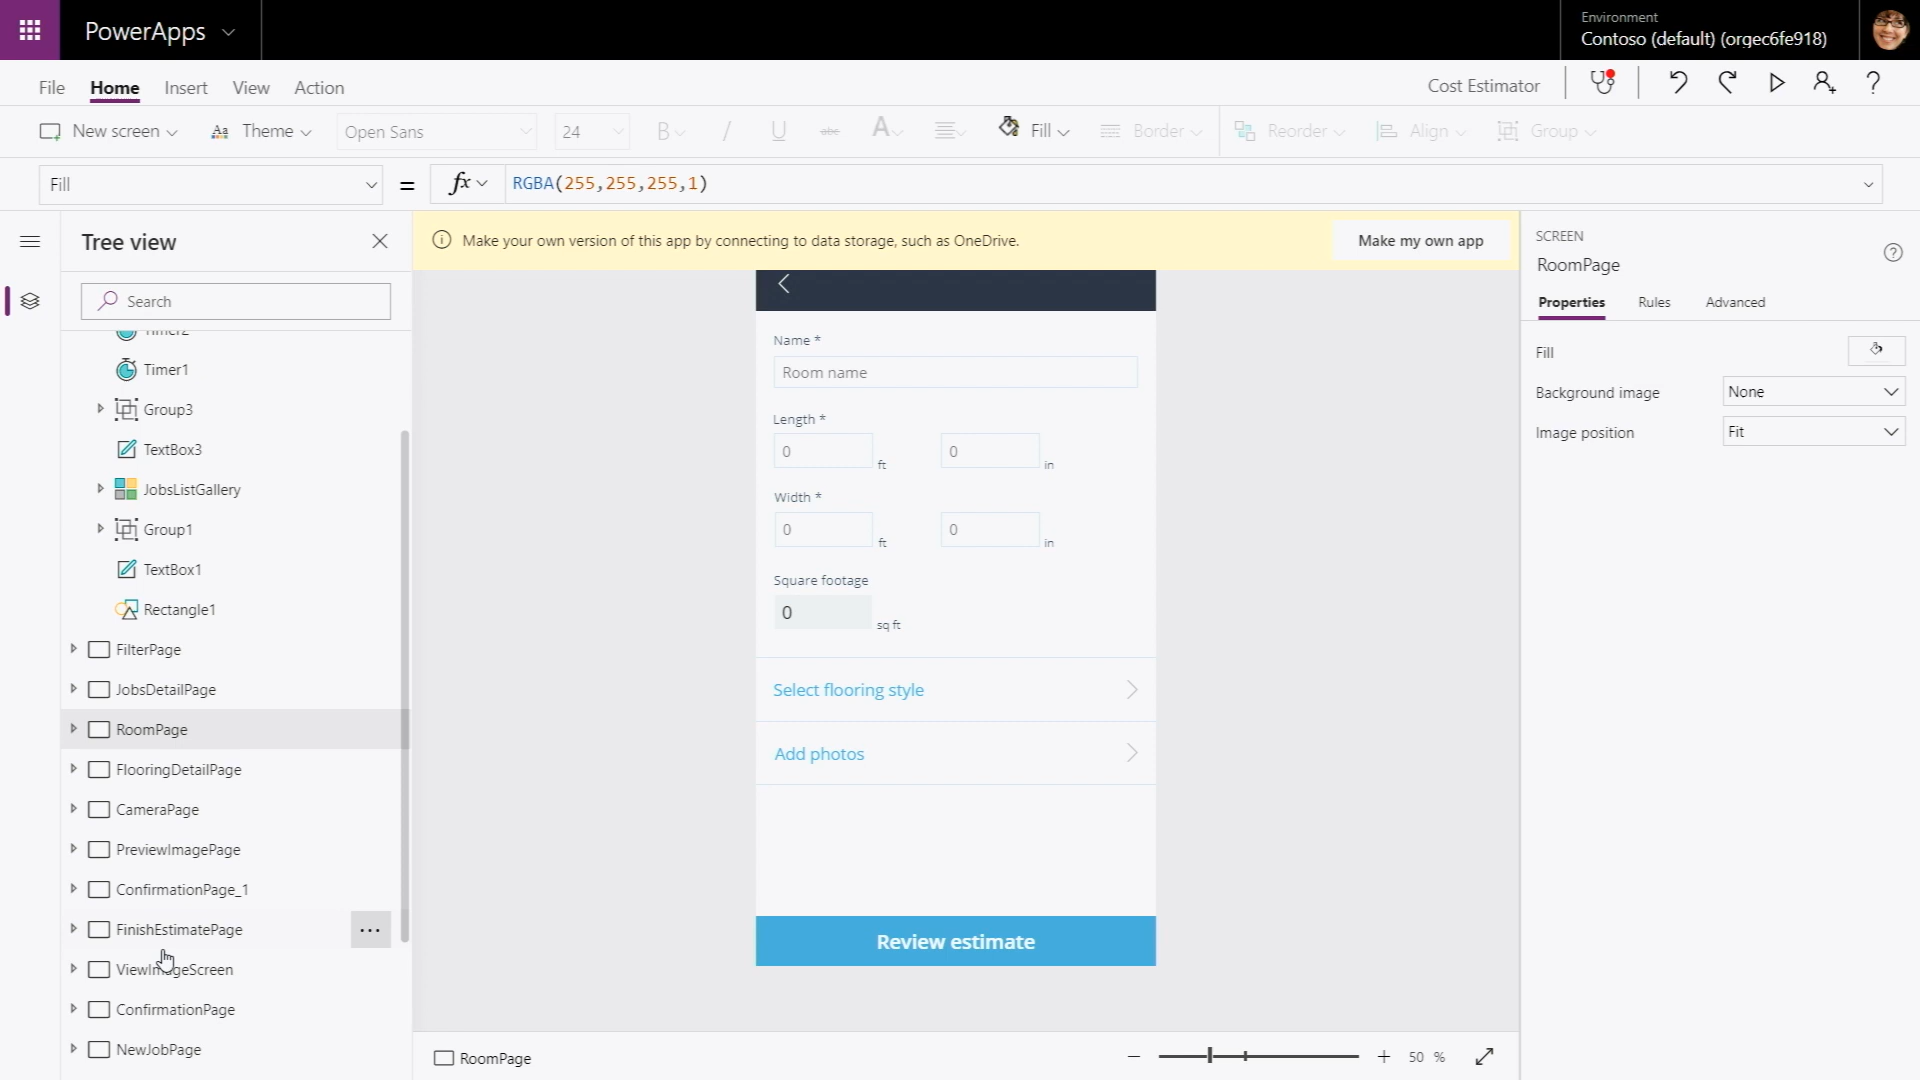 PowerApps
Environment
Contoso (default) (orgec6fe918)
File Home Insert View Action
Cost Estimator
New screen Theme Open Sans 24 B / U abc A Fill Border Reorder Align Group
Fill = fx RGBA(255,255,255,1)
Tree view
Search
Timer2
Timer1
Group3
TextBox3
JobsListGallery
Group1
TextBox1
Rectangle1
FilterPage
JobsDetailPage
RoomPage
FlooringDetailPage
CameraPage
PreviewImagePage
ConfirmationPage_1
FinishEstimatePage ...
ViewImageScreen
ConfirmationPage
NewJobPage
Make your own version of this app by connecting to data storage, such as OneDrive.
Make my own app
Name *
Room name
Length *
0 ft 0 in
Width *
0 ft 0 in
Square footage
0 sq ft
Select flooring style
Add photos
Review estimate
RoomPage
50 %
SCREEN
RoomPage
Properties Rules Advanced
Fill
Background image None
Image position Fit